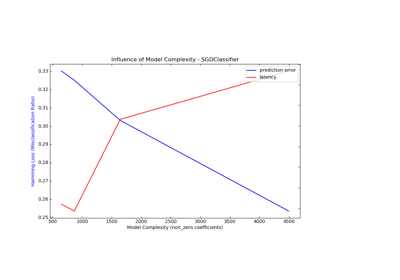 Influence of Model Complexity - SGDClassifier
prediction error
latency
0.33
0.32
0.31
0.30
0.29
0.28
0.27
0.26
0.25
Hamming Loss (Misclassification Ratio)
500 1000 1500 2000 2500 3000 3500 4000 4500
Model Complexity (non_zero coefficients)